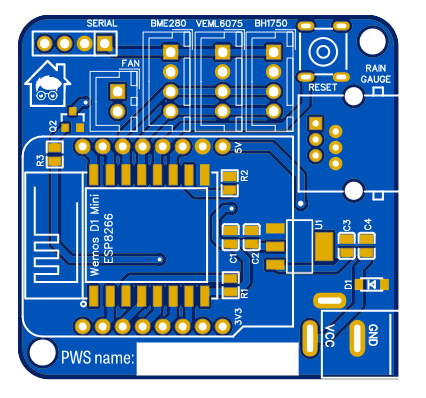 SERIAL
BME280
VEML6075
BH1750
FAN
RAIN
GAUGE
RESET
Q2
R3
5V
R2
Wemos D1 Mini
ESP8266
U1
C1
C2
C3
C4
R1
D1
3V3
VCC
GND
PWS name: